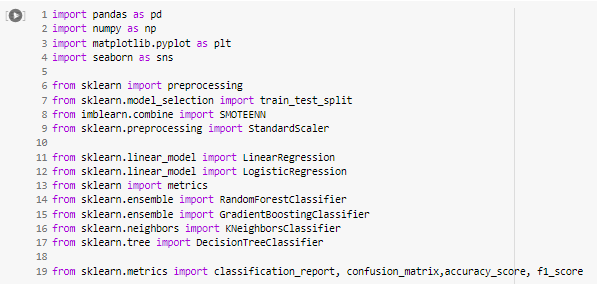 1 import pandas as pd
2 import numpy as np
3 import matplotlib.pyplot as plt
4 import seaborn as sns
5
6 from sklearn import preprocessing
7 from sklearn.model_selection import train_test_split
8 from imblearn.combine import SMOTEENN
9 from sklearn.preprocessing import StandardScaler
10
11 from sklearn.linear_model import LinearRegression
12 from sklearn.linear_model import LogisticRegression
13 from sklearn import metrics
14 from sklearn.ensemble import RandomForestClassifier
15 from sklearn.ensemble import GradientBoostingClassifier
16 from sklearn.neighbors import KNeighborsClassifier
17 from sklearn.tree import DecisionTreeClassifier
18
19 from sklearn.metrics import classification_report, confusion_matrix,accuracy_score, f1_score